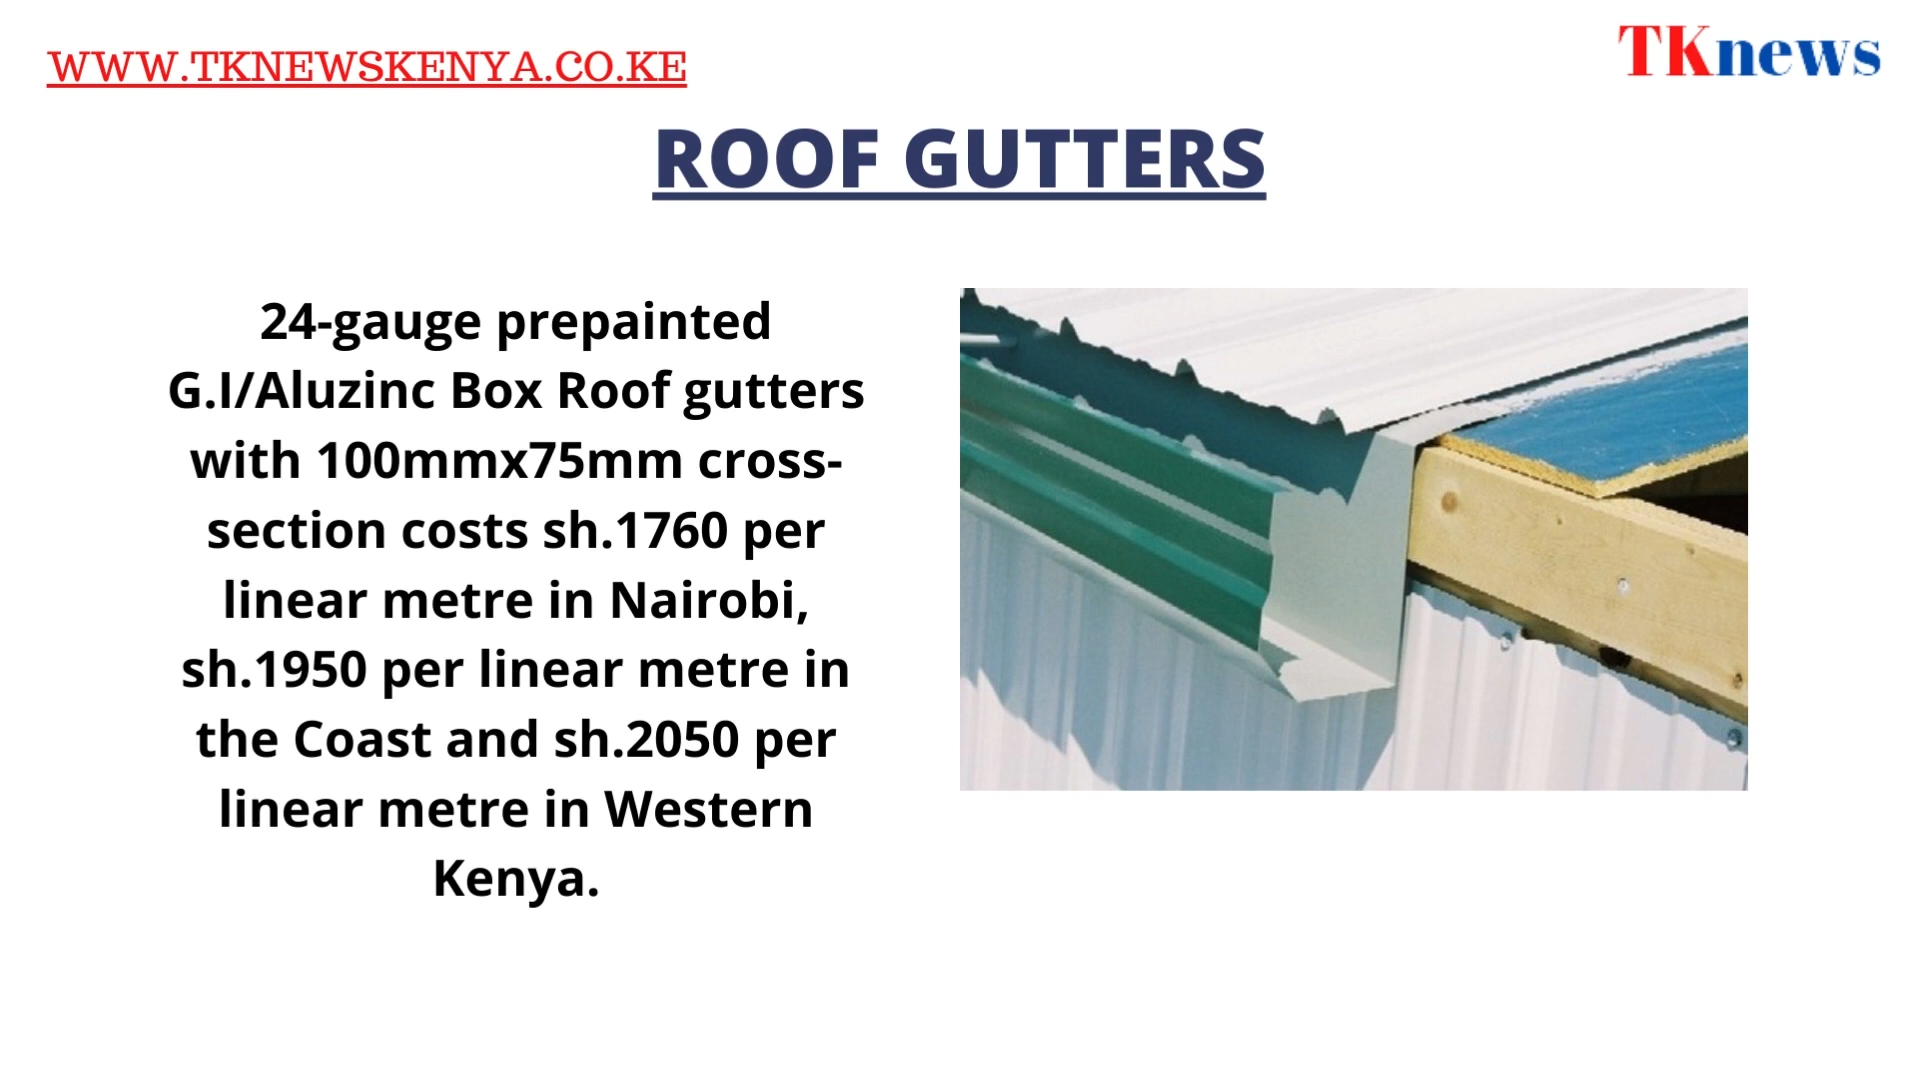 WWW.TKNEWSKENYA.CO.KE
TKnews
ROOF GUTTERS
24-gauge prepainted
G.I/Aluzinc Box Roof gutters
with 100mmx75mm cross-
section costs sh.1760 per
linear metre in Nairobi,
sh.1950 per linear metre in
the Coast and sh.2050 per
linear metre in Western
Kenya.